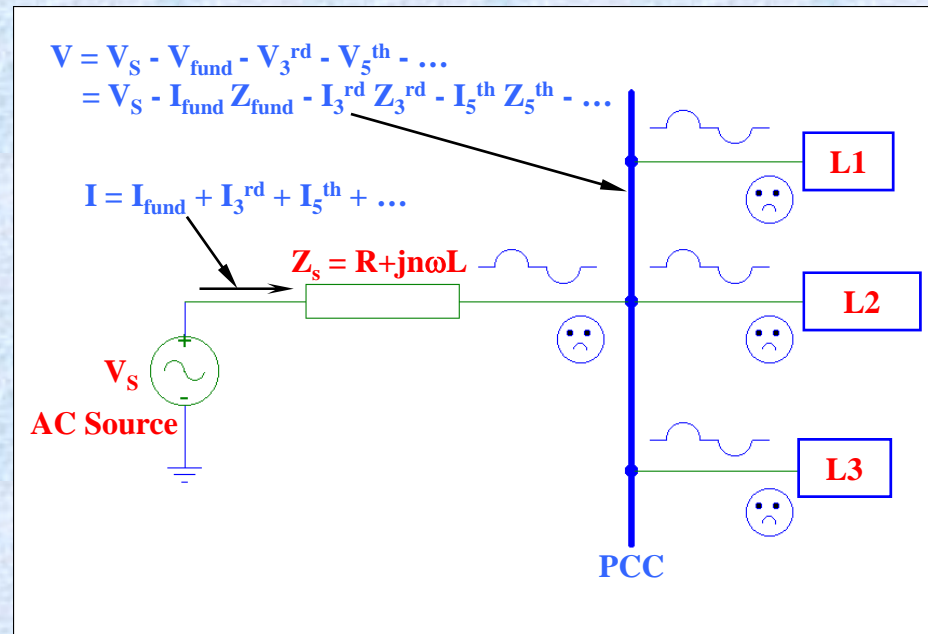 V = V_S - V_fund - V_3^rd - V_5^th - …
= V_S - I_fund Z_fund - I_3^rd Z_3^rd - I_5^th Z_5^th - …
I = I_fund + I_3^rd + I_5^th + …
L1
Z_s = R+jnωL
L2
+
V_S
-
AC Source
L3
PCC